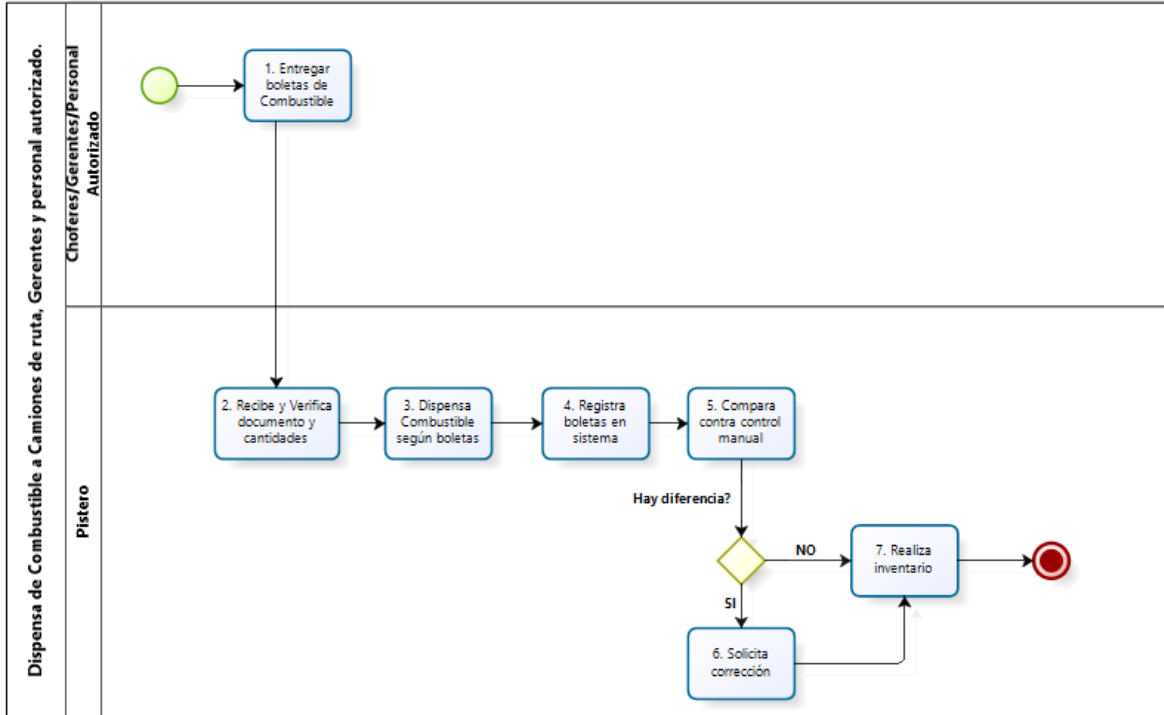 Dispensa de Combustible a Camiones de ruta, Gerentes y personal autorizado.
Choferes/Gerentes/Personal
Autorizado
1. Entregar
boletas de
Combustible
Pistero
2. Recibe y Verifica
documento y
cantidades
3. Dispensa
Combustible
según boletas
4. Registra
boletas en
sistema
5. Compara
contra control
manual
Hay diferencia?
NO
7. Realiza
inventario
SI
6. Solicita
corrección